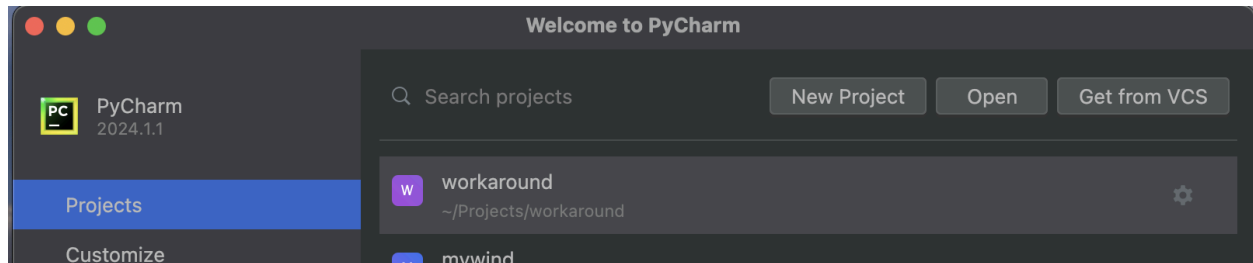 Welcome to PyCharm
PC
PyCharm
2024.1.1
Projects
Customize
Search projects
New Project
Open
Get from VCS
W
workaround
~/Projects/workaround
mywind